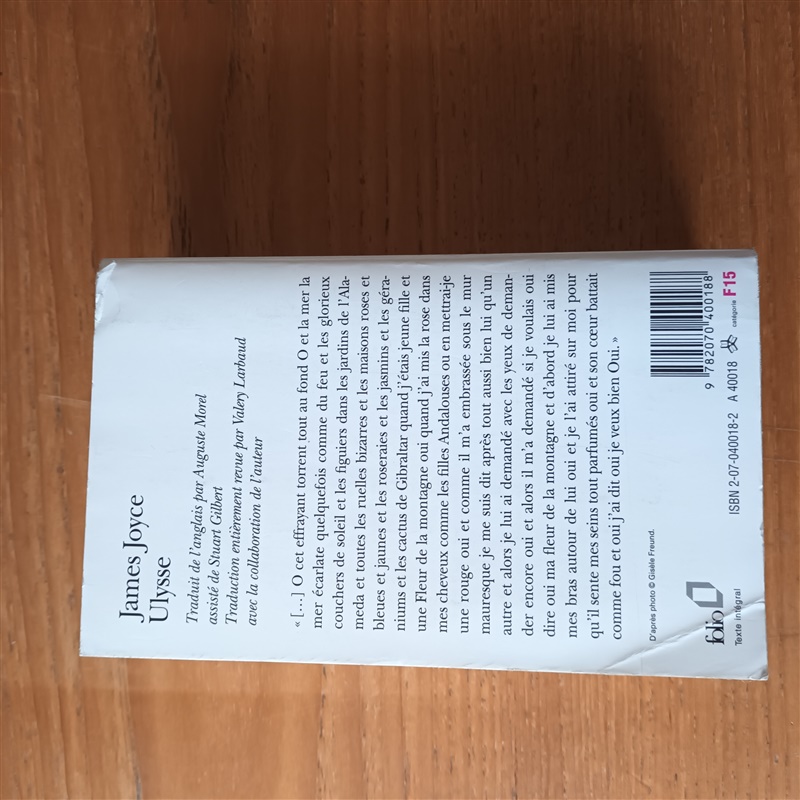 James Joyce
Ulysse
Traduit de l'anglais par Auguste Morel
assisté de Stuart Gilbert
Traduction entièrement revue par Valery Larbaud
avec la collaboration de l'auteur
« [...] O cet effrayant torrent tout au fond O et la mer la
mer écarlate quelquefois comme du feu et les glorieux
couchers de soleil et les figuiers dans les jardins de l'Ala-
meda et toutes les ruelles bizarres et les maisons roses et
bleues et jaunes et les roseraies et les jasmins et les géra-
niums et les cactus de Gibraltar quand j'étais jeune fille et
une Fleur de la montagne oui quand j'ai mis la rose dans
mes cheveux comme les filles Andalouses ou en mettrai-je
une rouge oui et comme il m'a embrassée sous le mur
mauresque je me suis dit après tout aussi bien lui qu'un
autre et alors je lui ai demandé avec les yeux de deman-
der encore oui et alors il m'a demandé si je voulais oui
dire oui ma fleur de la montagne et d'abord je lui ai mis
mes bras autour de lui oui et je l'ai attiré sur moi pour
qu'il sente mes seins tout parfumés oui et son cœur battait
comme fou et oui j'ai dit oui je veux bien Oui. »
D'après photo © Gisèle Freund.
folio
Texte intégral
9 782070 400188
ISBN 2-07-040018-2 A 40018 catégorie F15